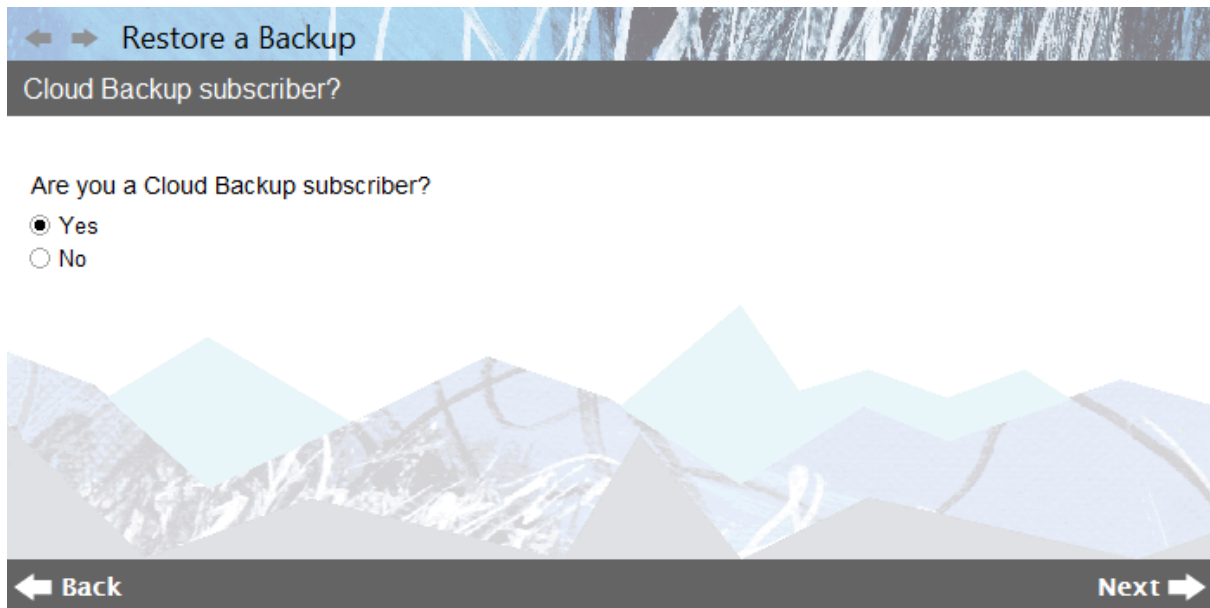 Restore a Backup
Cloud Backup subscriber?
Are you a Cloud Backup subscriber?
Yes
No
Back
Next